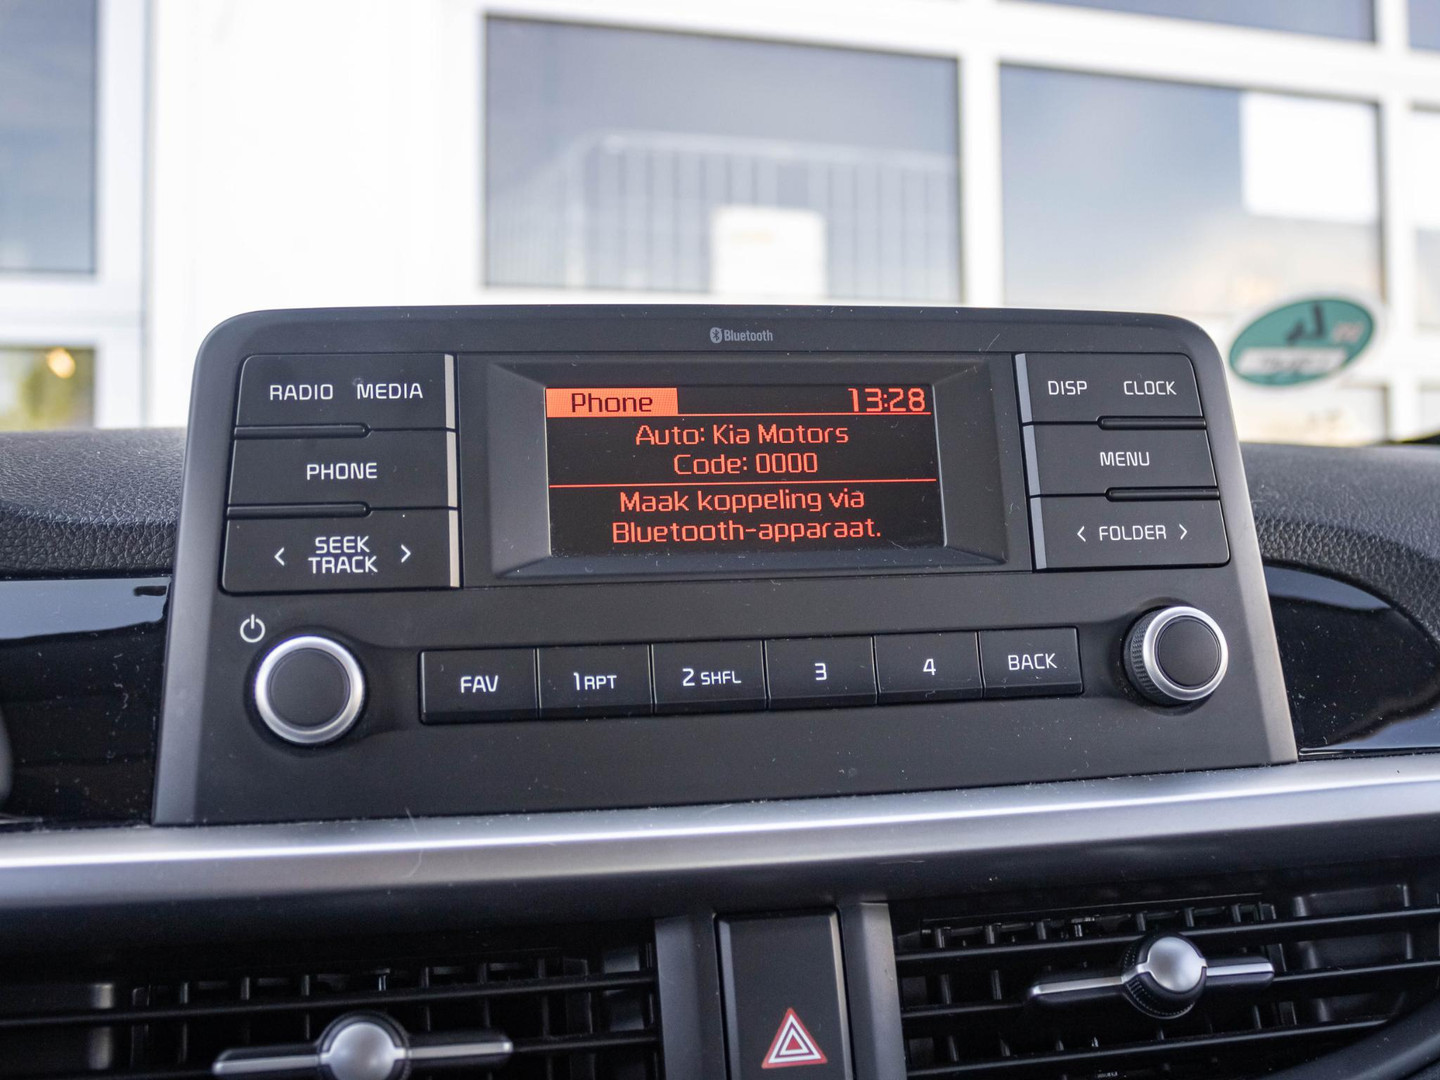 Bluetooth
RADIO MEDIA
PHONE
< SEEK TRACK >
Phone 13:28
Auto: Kia Motors
Code: 0000
Maak koppeling via
Bluetooth-apparaat.
DISP CLOCK
MENU
< FOLDER >
FAV 1 RPT 2 SHFL 3 4 BACK